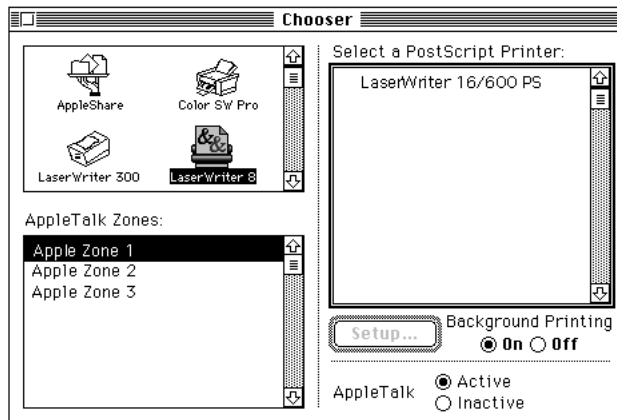 Chooser
AppleShare
Color SW Pro
LaserWriter 300
LaserWriter 8
AppleTalk Zones:
Apple Zone 1
Apple Zone 2
Apple Zone 3
Select a PostScript Printer:
LaserWriter 16/600 PS
Setup...
Background Printing
On Off
AppleTalk
Active
Inactive